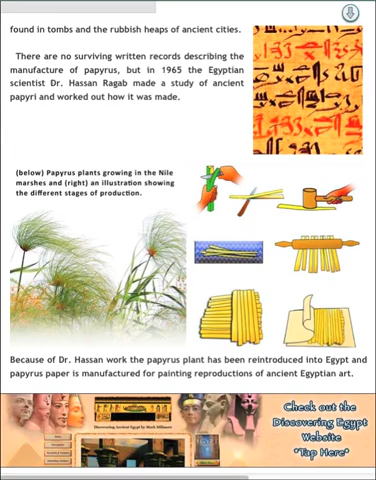 found in tombs and the rubbish heaps of ancient cities.
There are no surviving written records describing the
manufacture of papyrus, but in 1965 the Egyptian
scientist Dr. Hassan Ragab made a study of ancient
papyri and worked out how it was made.
(below) Papyrus plants growing in the Nile
marshes and (right) an illustration showing
the different stages of production.
Because of Dr. Hassan work the papyrus plant has been reintroduced into Egypt and
papyrus paper is manufactured for painting reproductions of ancient Egyptian art.
Discovering Ancient Egypt by Mark Millmore
Check out the
Discovering Egypt
Website
*Tap Here*